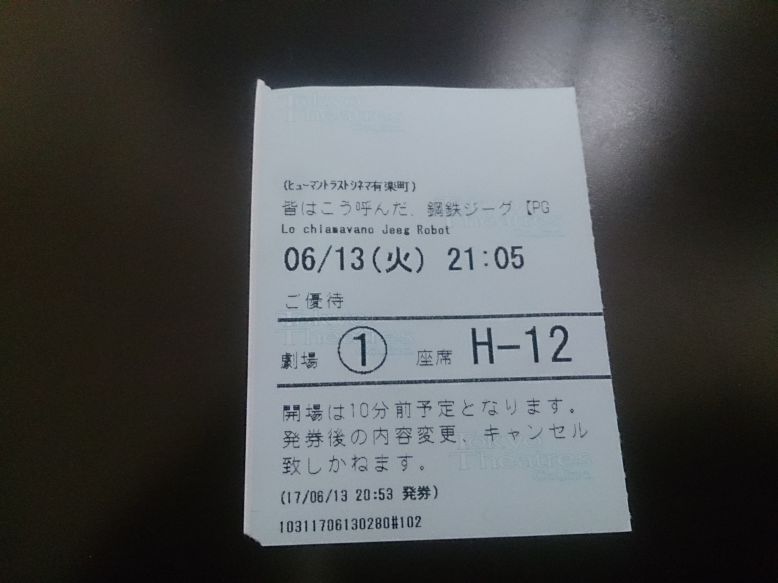 Tokyo
Theatres
(ヒューマントラストシネマ有楽町)
皆はこう呼んだ、鋼鉄ジーグ【PG
Lo chiamavano Jeeg Robot
06/13(火) 21:05
ご優待
劇場 ① 座席 H-12
開場は10分前予定となります。
発券後の内容変更、キャンセル
致しかねます。
Theatres
(17/06/13 20:53 発券)
10311706130280#102